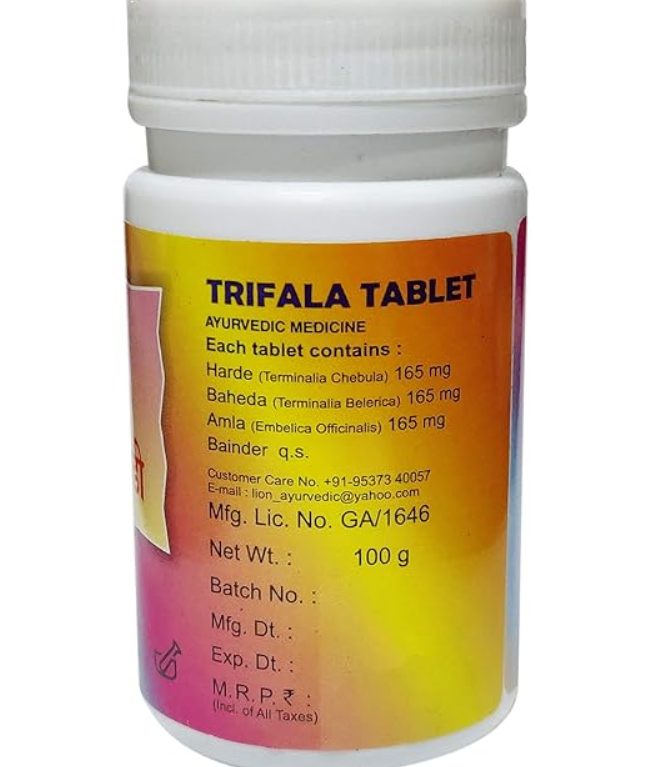 TRIFALA TABLET
AYURVEDIC MEDICINE
Each tablet contains :
Harde (Terminalia Chebula) 165 mg
Baheda (Terminalia Belerica) 165 mg
Amla (Embelica Officinalis) 165 mg
Bainder q.s.
Customer Care No. +91-95373 40057
E-mail : lion_ayurvedic@yahoo.com
Mfg. Lic. No. GA/1646
Net Wt. : 100 g
Batch No. :
Mfg. Dt. :
Exp. Dt. :
M.R.P. ₹ :
(Incl. of All Taxes)